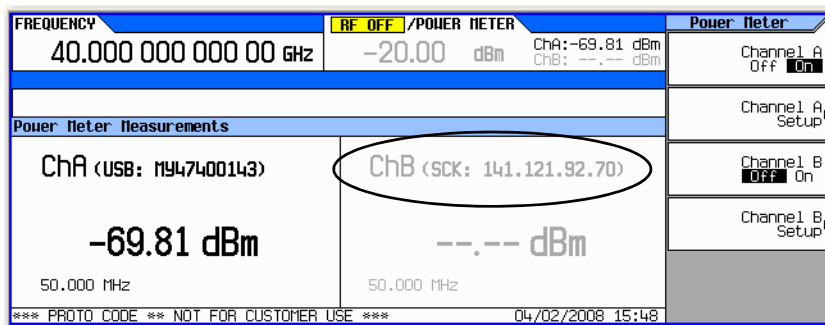 FREQUENCY
40.000 000 000 00 GHz
RF OFF /POWER METER
-20.00 dBm
ChA:-69.81 dBm
ChB: --.-- dBm
Power Meter
Channel A
Off On
Channel A
Setup
Channel B
Off On
Channel B
Setup
Power Meter Measurements
ChA (USB: MY47400143)
-69.81 dBm
50.000 MHz
ChB (SCK: 141.121.92.70)
--.-- dBm
50.000 MHz
*** PROTO CODE ** NOT FOR CUSTOMER USE ***
04/02/2008 15:48